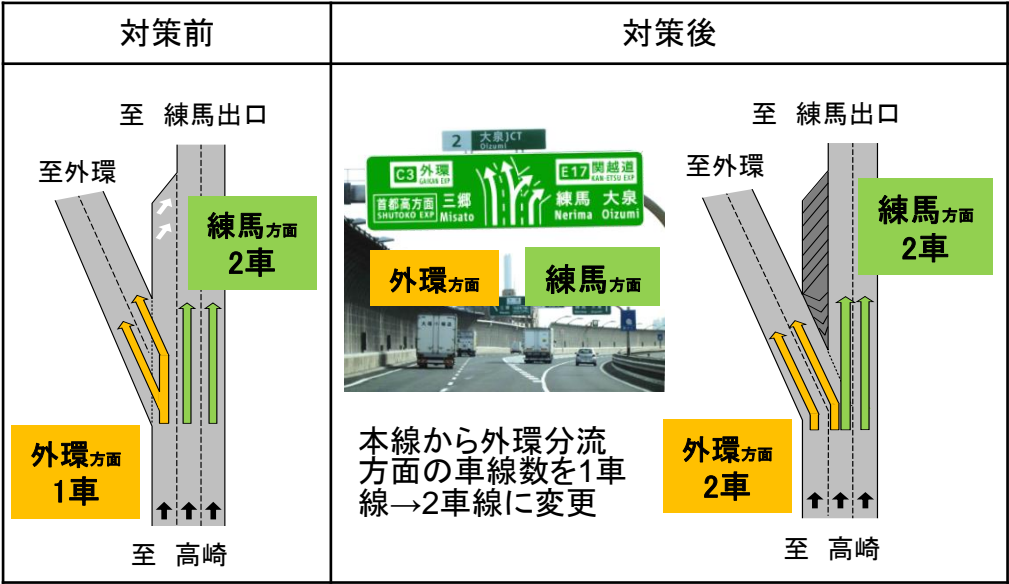 対策前
対策後
至 練馬出口
至外環
練馬方面
2車
外環方面
1車
至 高崎
2 大泉JCT
Oizumi
C3 外環
GAIKAN EXP
E17 関越道
KAN-ETSU EXP
首都高方面
SHUTOKO EXP
三郷
Misato
練馬
Nerima
大泉
Oizumi
外環方面
練馬方面
本線から外環分流
方面の車線数を1車
線→2車線に変更
至 練馬出口
至外環
練馬方面
2車
外環方面
2車
至 高崎